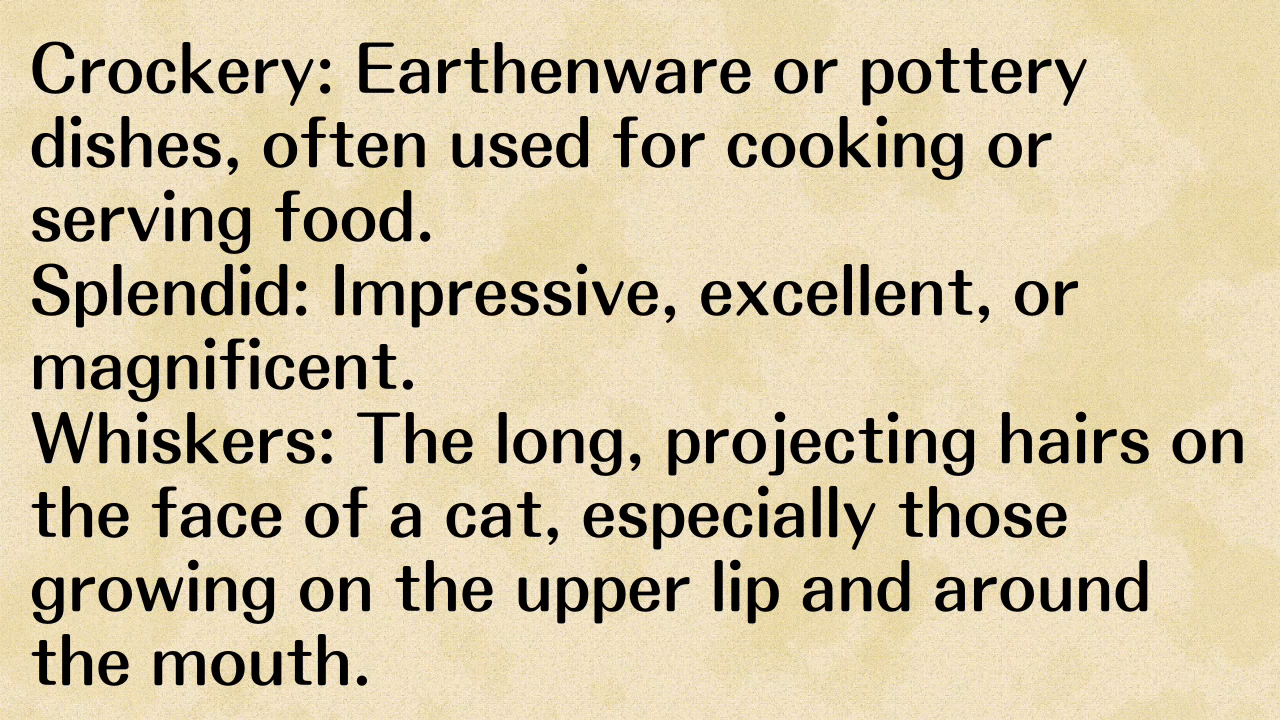 Crockery: Earthenware or pottery
dishes, often used for cooking or
serving food.
Splendid: Impressive, excellent, or
magnificent.
Whiskers: The long, projecting hairs on
the face of a cat, especially those
growing on the upper lip and around
the mouth.